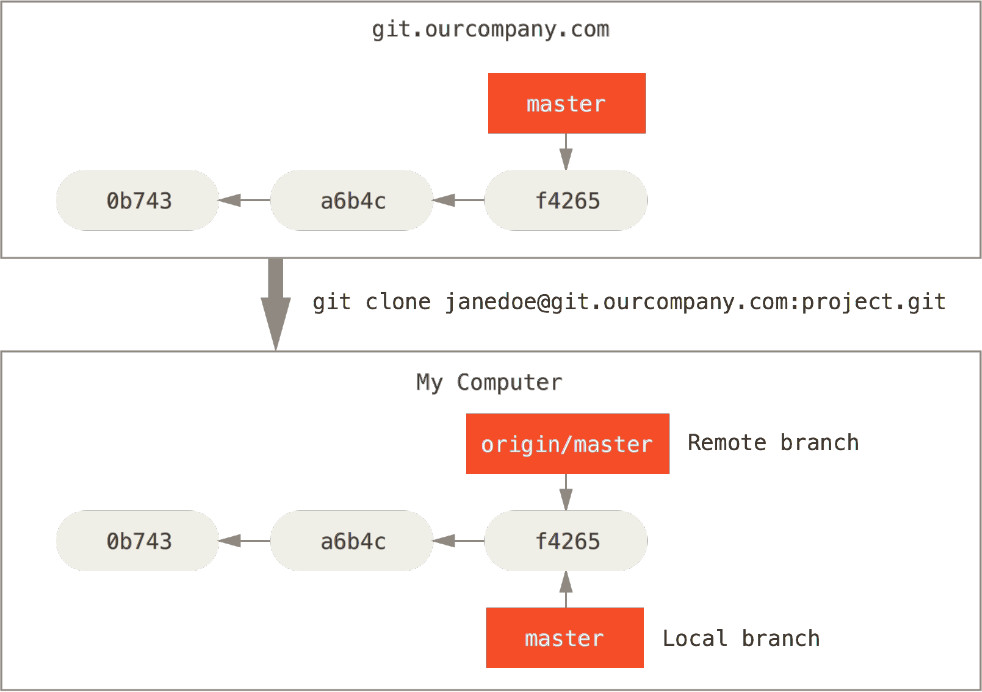 git.ourcompany.com
master
0b743 a6b4c f4265
git clone janedoe@git.ourcompany.com:project.git
My Computer
origin/master Remote branch
0b743 a6b4c f4265
master Local branch